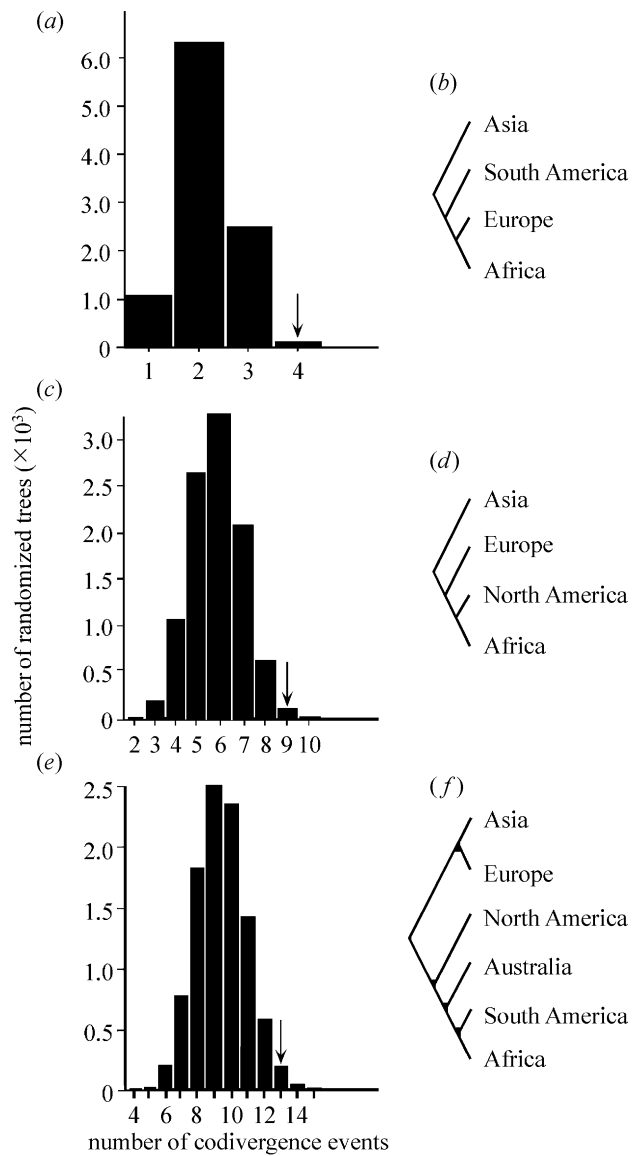 (a)
6.0
5.0
4.0
3.0
2.0
1.0
0
1 2 3 4
(b)
Asia
South America
Europe
Africa
number of randomized trees (×10³)
(c)
3.0
2.5
2.0
1.5
1.0
0.5
0
2 3 4 5 6 7 8 9 10
(d)
Asia
Europe
North America
Africa
(e)
2.5
2.0
1.5
1.0
0.5
0
4 6 8 10 12 14
number of codivergence events
(f)
Asia
Europe
North America
Australia
South America
Africa